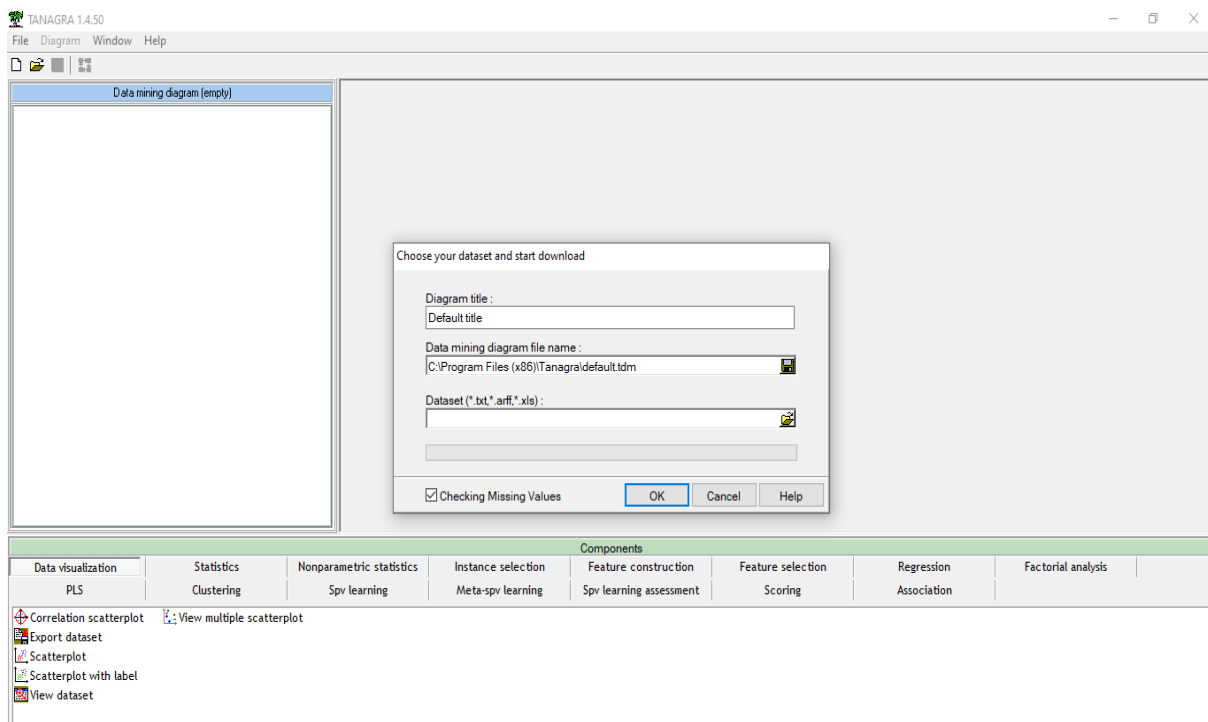 TANAGRA 1.4.50
File Diagram Window Help
Data mining diagram (empty)
Choose your dataset and start download
Diagram title :
Default title
Data mining diagram file name :
C:\Program Files (x86)\Tanagra\default.tdm
Dataset (*.txt,*.arff,*.xls) :
Checking Missing Values OK Cancel Help
Components
Data visualization Statistics Nonparametric statistics Instance selection Feature construction Feature selection Regression Factorial analysis
PLS Clustering Spv learning Meta-spv learning Spv learning assessment Scoring Association
Correlation scatterplot View multiple scatterplot
Export dataset
Scatterplot
Scatterplot with label
View dataset